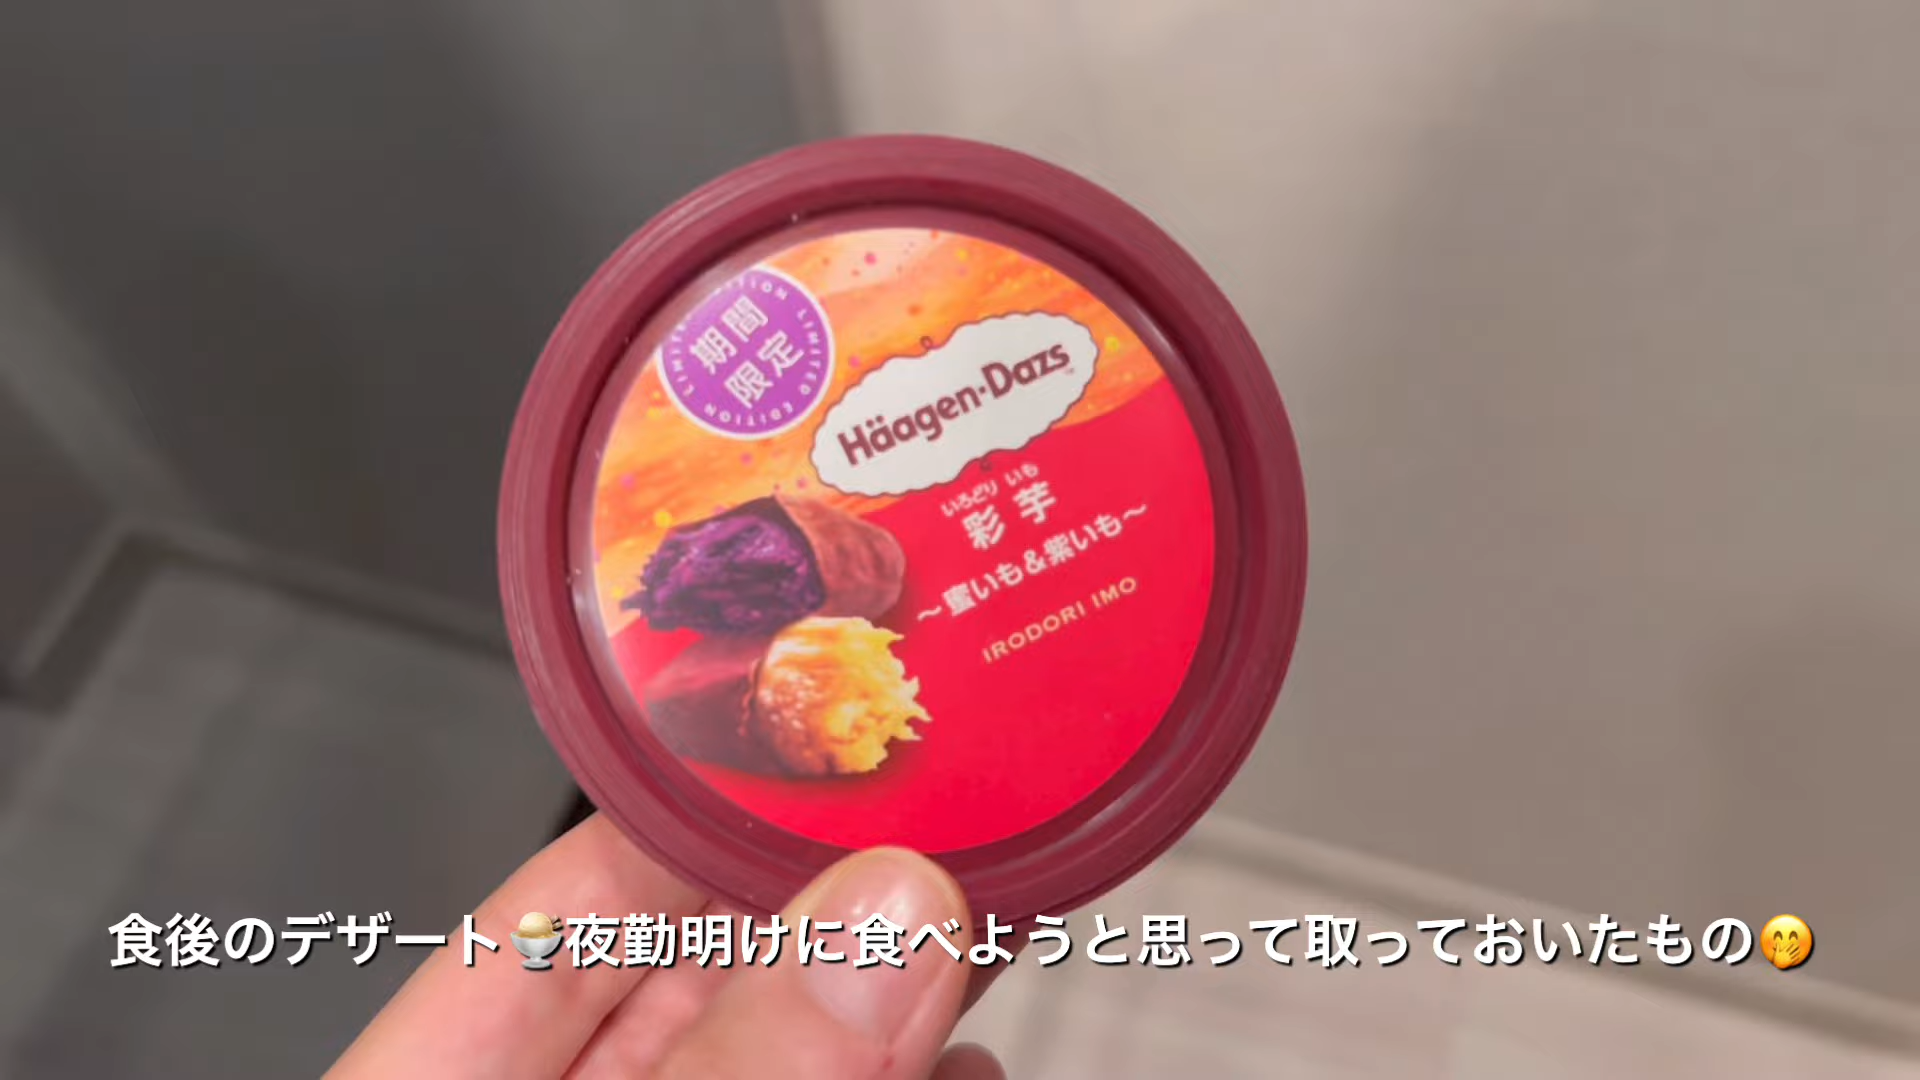 期間
限定
LIMITED EDITION
Häagen-Dazs
いろどり いも
彩 芋
～蜜いも&紫いも～
IRODORI IMO
食後のデザート🍨夜勤明けに食べようと思って取っておいたもの🤭